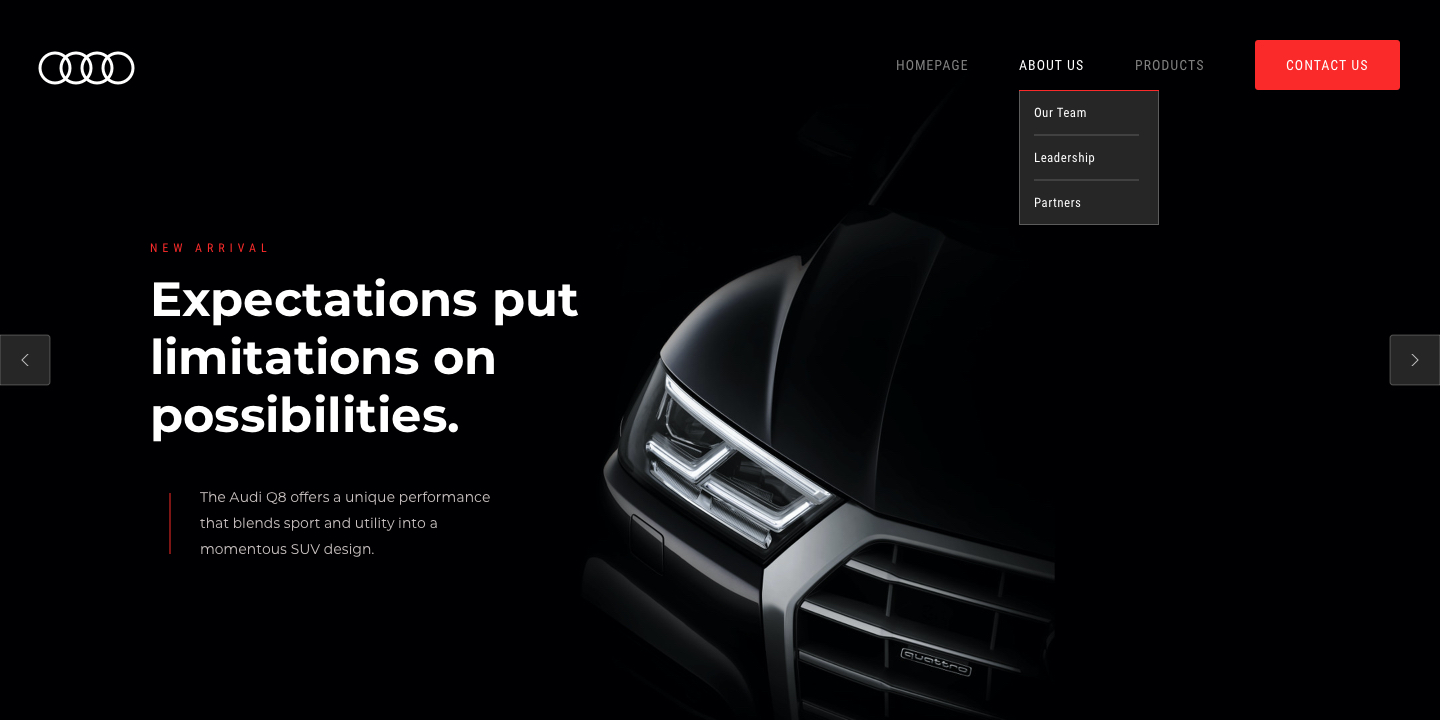 HOMEPAGE
ABOUT US
PRODUCTS
CONTACT US
Our Team
Leadership
Partners
NEW ARRIVAL
Expectations put
limitations on
possibilities.
The Audi Q8 offers a unique performance
that blends sport and utility into a
momentous SUV design.
quattro